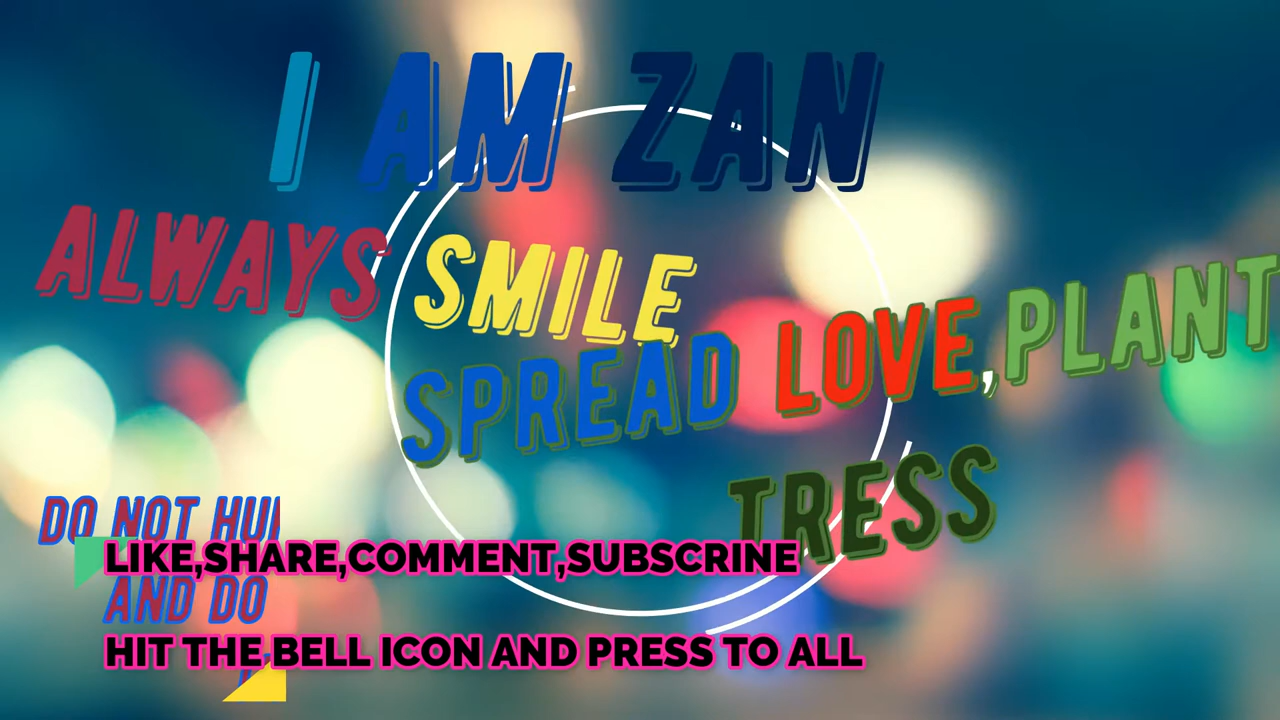 I AM ZAN
ALWAYS SMILE
SPREAD LOVE,PLANT
TRESS
DO NOT
LIKE,SHARE,COMMENT,SUBSCRINE
AND DO
HIT THE BELL ICON AND PRESS TO ALL